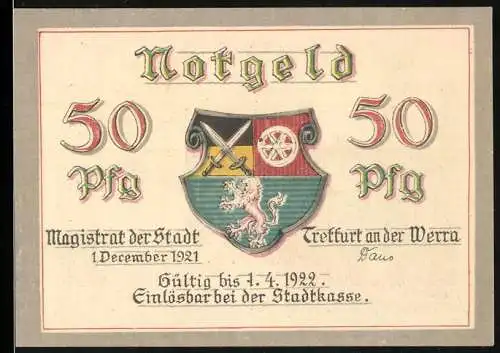 Notgeld
50 Pfg
50 Pfg
Magistrat der Stadt Treffurt an der Werra
1 December 1921
Gültig bis 1. 4. 1922.
Einlösbar bei der Stadtkasse.